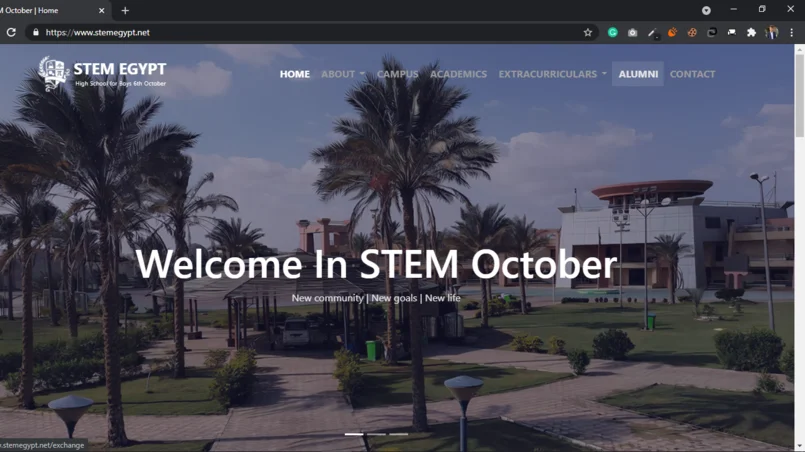 M October | Home
https://www.stemegypt.net
STEM EGYPT
High School for Boys 6th October
HOME
ABOUT
CAMPUS
ACADEMICS
EXTRACURRICULARS
ALUMNI
CONTACT
Welcome In STEM October
New community | New goals | New life
w.stemegypt.net/exchange